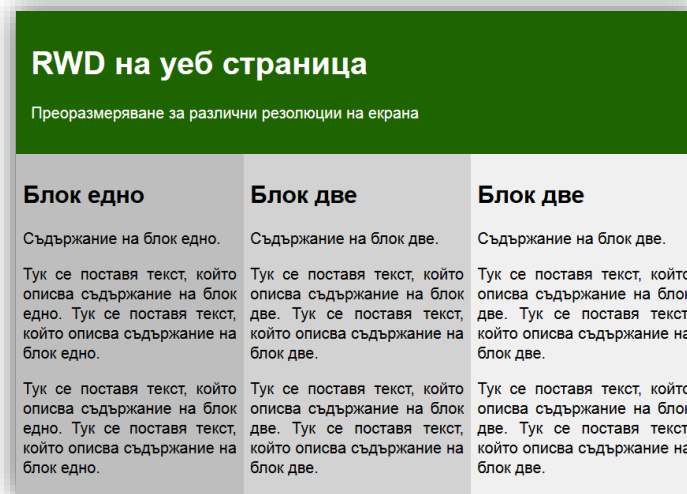 RWD на уеб страница
Преоразмеряване за различни резолюции на екрана
Блок едно
Съдържание на блок едно.
Тук се поставя текст, който
описва съдържание на блок
едно. Тук се поставя текст,
който описва съдържание на
блок едно.
Тук се поставя текст, който
описва съдържание на блок
едно. Тук се поставя текст,
който описва съдържание на
блок едно.
Блок две
Съдържание на блок две.
Тук се поставя текст, който
описва съдържание на блок
две. Тук се поставя текст,
който описва съдържание на
блок две.
Тук се поставя текст, който
описва съдържание на блок
две. Тук се поставя текст,
който описва съдържание на
блок две.
Блок две
Съдържание на блок две.
Тук се поставя текст, който
описва съдържание на блок
две. Тук се поставя текст
който описва съдържание на
блок две.
Тук се поставя текст, който
описва съдържание на блок
две. Тук се поставя текст
който описва съдържание на
блок две.